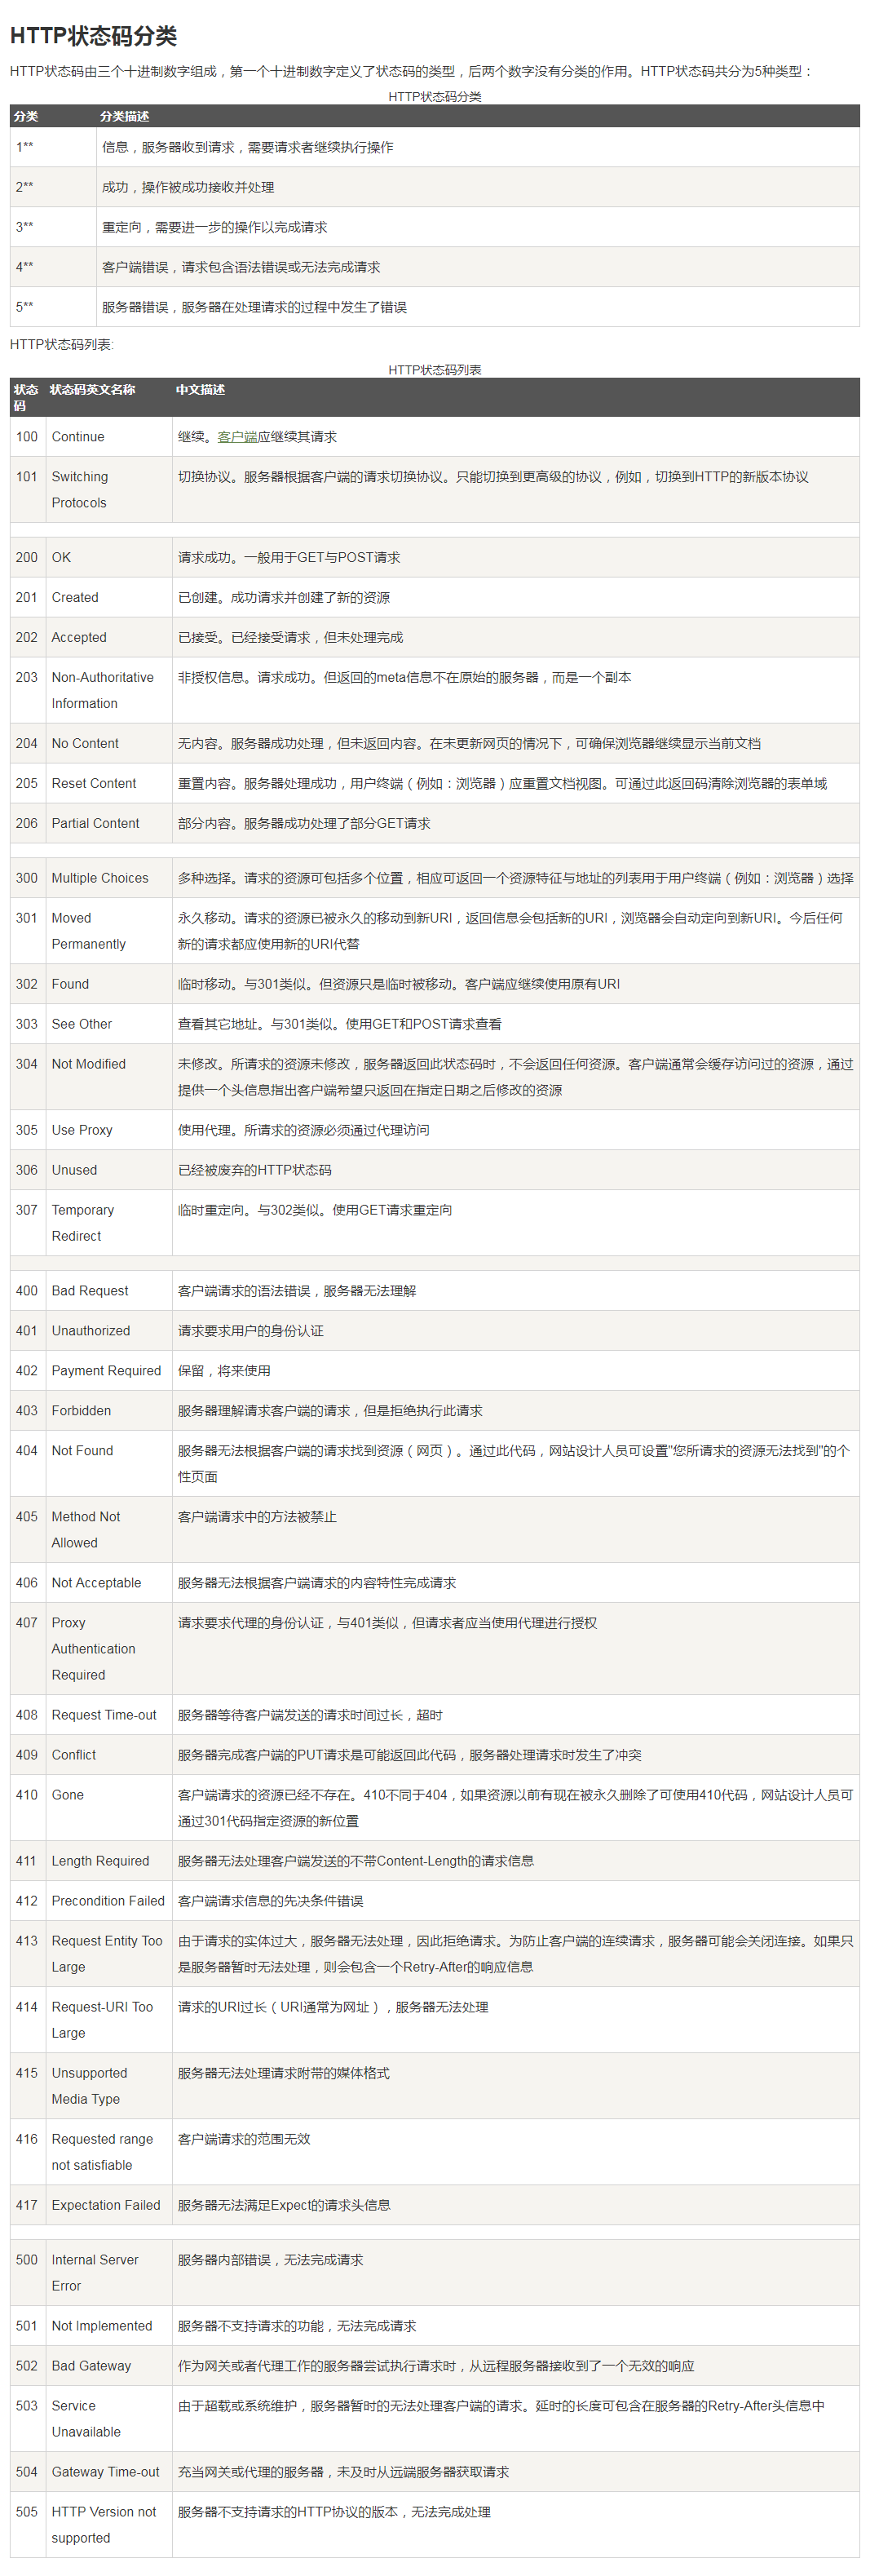 HTTP状态码分类
HTTP状态码由三个十进制数字组成，第一个十进制数字定义了状态码的类型，后两个数字没有分类的作用。HTTP状态码共分为5种类型：
HTTP状态码分类
分类 分类描述
1** 信息，服务器收到请求，需要请求者继续执行操作
2** 成功，操作被成功接收并处理
3** 重定向，需要进一步的操作以完成请求
4** 客户端错误，请求包含语法错误或无法完成请求
5** 服务器错误，服务器在处理请求的过程中发生了错误
HTTP状态码列表:
HTTP状态码列表
状态 状态码英文名称 中文描述
码
100 Continue 继续。客户端应继续其请求
101 Switching 切换协议。服务器根据客户端的请求切换协议。只能切换到更高级的协议，例如，切换到HTTP的新版本协议
Protocols
200 OK 请求成功。一般用于GET与POST请求
201 Created 已创建。成功请求并创建了新的资源
202 Accepted 已接受。已经接受请求，但未处理完成
203 Non-Authoritative 非授权信息。请求成功。但返回的meta信息不在原始的服务器，而是一个副本
Information
204 No Content 无内容。服务器成功处理，但未返回内容。在未更新网页的情况下，可确保浏览器继续显示当前文档
205 Reset Content 重置内容。服务器处理成功，用户终端（例如：浏览器）应重置文档视图。可通过此返回码清除浏览器的表单域
206 Partial Content 部分内容。服务器成功处理了部分GET请求
300 Multiple Choices 多种选择。请求的资源可包括多个位置，相应可返回一个资源特征与地址的列表用于用户终端（例如：浏览器）选择
301 Moved 永久移动。请求的资源已被永久的移动到新URI，返回信息会包括新的URI，浏览器会自动定向到新URI。今后任何
Permanently 新的请求都应使用新的URI代替
302 Found 临时移动。与301类似。但资源只是临时被移动。客户端应继续使用原有URI
303 See Other 查看其它地址。与301类似。使用GET和POST请求查看
304 Not Modified 未修改。所请求的资源未修改，服务器返回此状态码时，不会返回任何资源。客户端通常会缓存访问过的资源，通过
提供一个头信息指出客户端希望只返回在指定日期之后修改的资源
305 Use Proxy 使用代理。所请求的资源必须通过代理访问
306 Unused 已经被废弃的HTTP状态码
307 Temporary 临时重定向。与302类似。使用GET请求重定向
Redirect
400 Bad Request 客户端请求的语法错误，服务器无法理解
401 Unauthorized 请求要求用户的身份认证
402 Payment Required 保留，将来使用
403 Forbidden 服务器理解请求客户端的请求，但是拒绝执行此请求
404 Not Found 服务器无法根据客户端的请求找到资源（网页）。通过此代码，网站设计人员可设置"您所请求的资源无法找到"的个
性页面
405 Method Not 客户端请求中的方法被禁止
Allowed
406 Not Acceptable 服务器无法根据客户端请求的内容特性完成请求
407 Proxy 请求要求代理的身份认证，与401类似，但请求者应当使用代理进行授权
Authentication
Required
408 Request Time-out 服务器等待客户端发送的请求时间过长，超时
409 Conflict 服务器完成客户端的PUT请求是可能返回此代码，服务器处理请求时发生了冲突
410 Gone 客户端请求的资源已经不存在。410不同于404，如果资源以前有现在被永久删除了可使用410代码，网站设计人员可
通过301代码指定资源的新位置
411 Length Required 服务器无法处理客户端发送的不带Content-Length的请求信息
412 Precondition Failed 客户端请求信息的先决条件错误
413 Request Entity Too 由于请求的实体过大，服务器无法处理，因此拒绝请求。为防止客户端的连续请求，服务器可能会关闭连接。如果只
Large 是服务器暂时无法处理，则会包含一个Retry-After的响应信息
414 Request-URI Too 请求的URI过长（URI通常为网址），服务器无法处理
Large
415 Unsupported 服务器无法处理请求附带的媒体格式
Media Type
416 Requested range 客户端请求的范围无效
not satisfiable
417 Expectation Failed 服务器无法满足Expect的请求头信息
500 Internal Server 服务器内部错误，无法完成请求
Error
501 Not Implemented 服务器不支持请求的功能，无法完成请求
502 Bad Gateway 作为网关或者代理工作的服务器尝试执行请求时，从远程服务器接收到了一个无效的响应
503 Service 由于超载或系统维护，服务器暂时的无法处理客户端的请求。延时的长度可包含在服务器的Retry-After头信息中
Unavailable
504 Gateway Time-out 充当网关或代理的服务器，未及时从远端服务器获取请求
505 HTTP Version not 服务器不支持请求的HTTP协议的版本，无法完成处理
supported